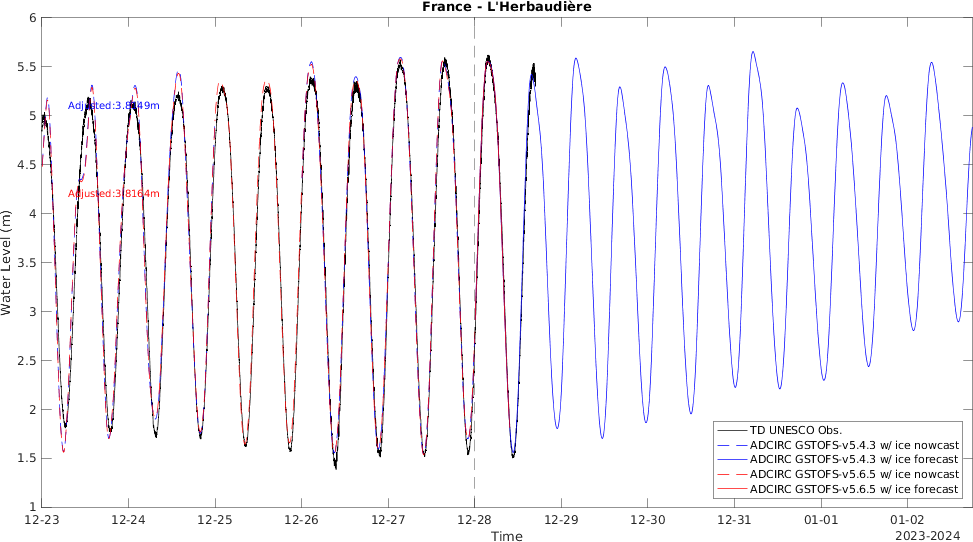 France - L'Herbaudière
6
5.5
5
4.5
4
3.5
3
2.5
2
1.5
1
Water Level (m)
Adjusted:3.8149m
Adjusted:3.8164m
TD UNESCO Obs.
ADCIRC GSTOFS-v5.4.3 w/ ice nowcast
ADCIRC GSTOFS-v5.4.3 w/ ice forecast
ADCIRC GSTOFS-v5.6.5 w/ ice nowcast
ADCIRC GSTOFS-v5.6.5 w/ ice forecast
12-23 12-24 12-25 12-26 12-27 12-28 12-29 12-30 12-31 01-01 01-02
Time
2023-2024